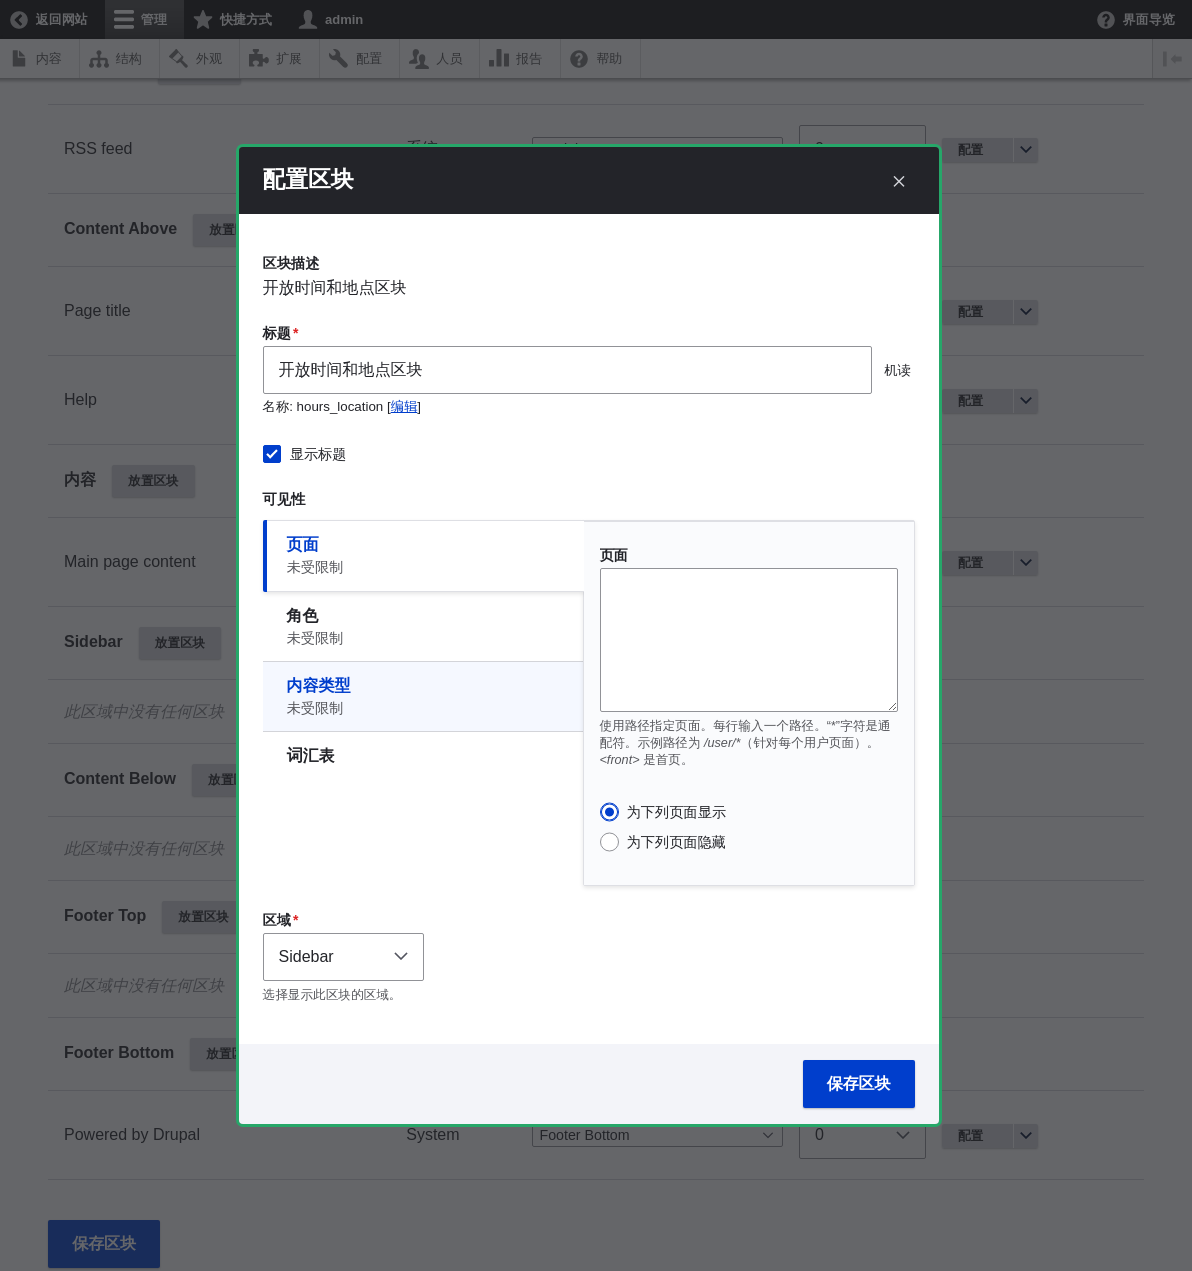 返回网站
管理
快捷方式
admin
界面导览
内容
结构
外观
扩展
配置
人员
报告
帮助
RSS feed
配置
Content Above
Page title
配置
Help
配置
内容
放置区块
Main page content
配置
Sidebar
放置区块
此区域中没有任何区块
Content Below
此区域中没有任何区块
Footer Top
放置区块
此区域中没有任何区块
Footer Bottom
Powered by Drupal
System
Footer Bottom
0
配置
保存区块
配置区块
区块描述
开放时间和地点区块
标题*
开放时间和地点区块
机读
名称: hours_location [编辑]
显示标题
可见性
页面
未受限制
角色
未受限制
内容类型
未受限制
词汇表
页面
使用路径指定页面。每行输入一个路径。“*”字符是通
配符。示例路径为 /user/*（针对每个用户页面）。
<front> 是首页。
为下列页面显示
为下列页面隐藏
区域*
Sidebar
选择显示此区块的区域。
保存区块